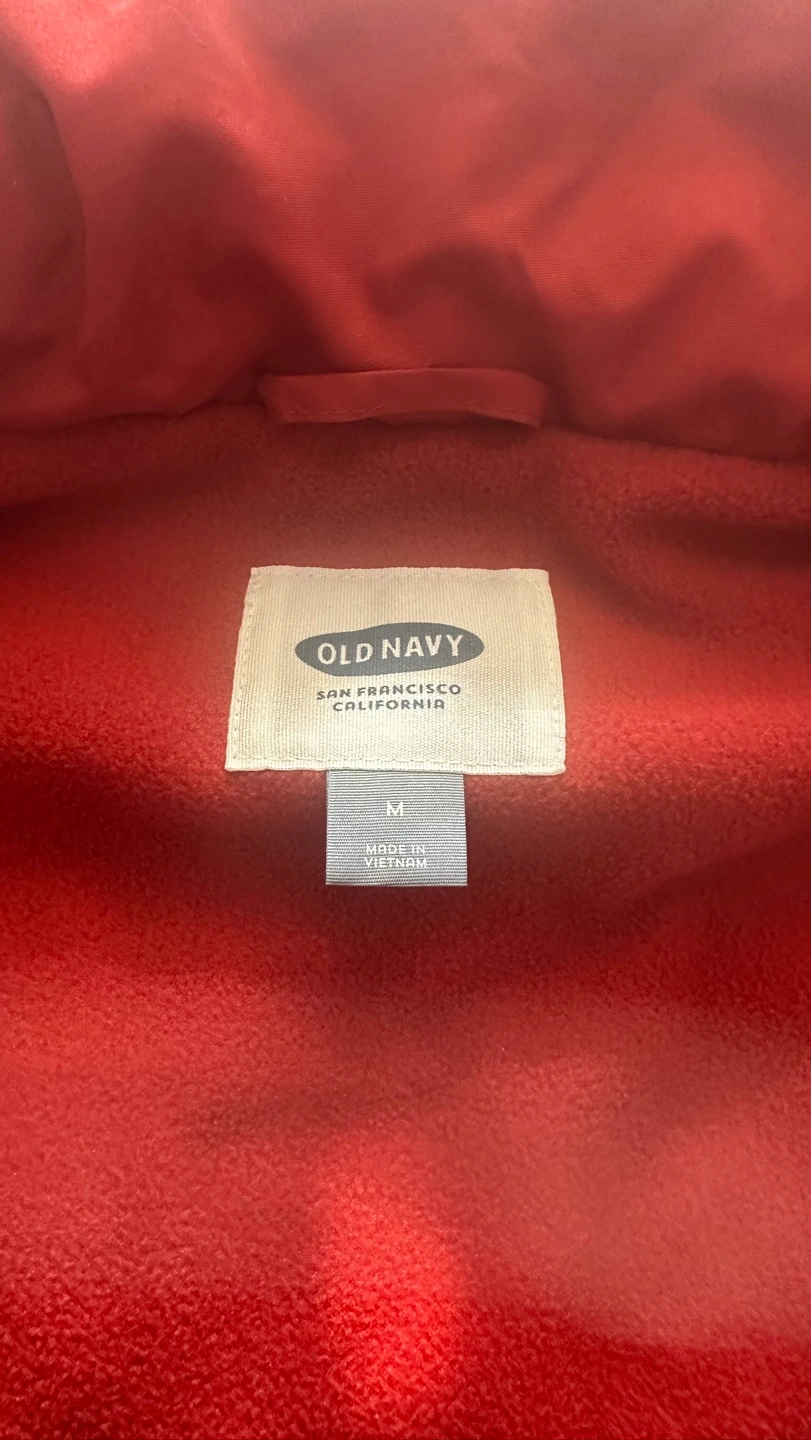 OLD NAVY
SAN FRANCISCO
CALIFORNIA
M
MADE IN
VIETNAM